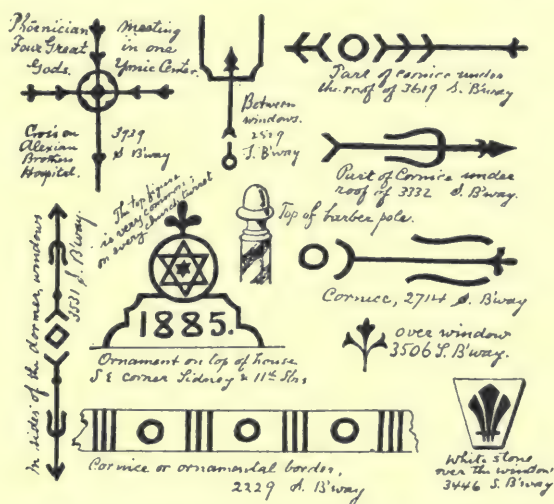 Phœnician
Four Great
Gods.
Meeting
in one
Yonic Center.
Cross on
Alexian
Brothers
Hospital.
3939
S B'way
Between
windows.
2529
S. B'way
Part of cornice under
the roof of 3619 S. B'way
Part of Cornice under
roof of 3332 S. B'way.
The top figure
is very common;
on every church turret
Top of barber pole.
In sides of the dormer, windows
3531 S. B'way.
1885.
Ornament on top of house
S E corner Sidney & 11th Sts,
Cornice, 2714 S. B'way
over window
3506 S. B'way.
Cornice or ornamental border,
2229 S. B'way
White stone
over the window
3446 S. B'way